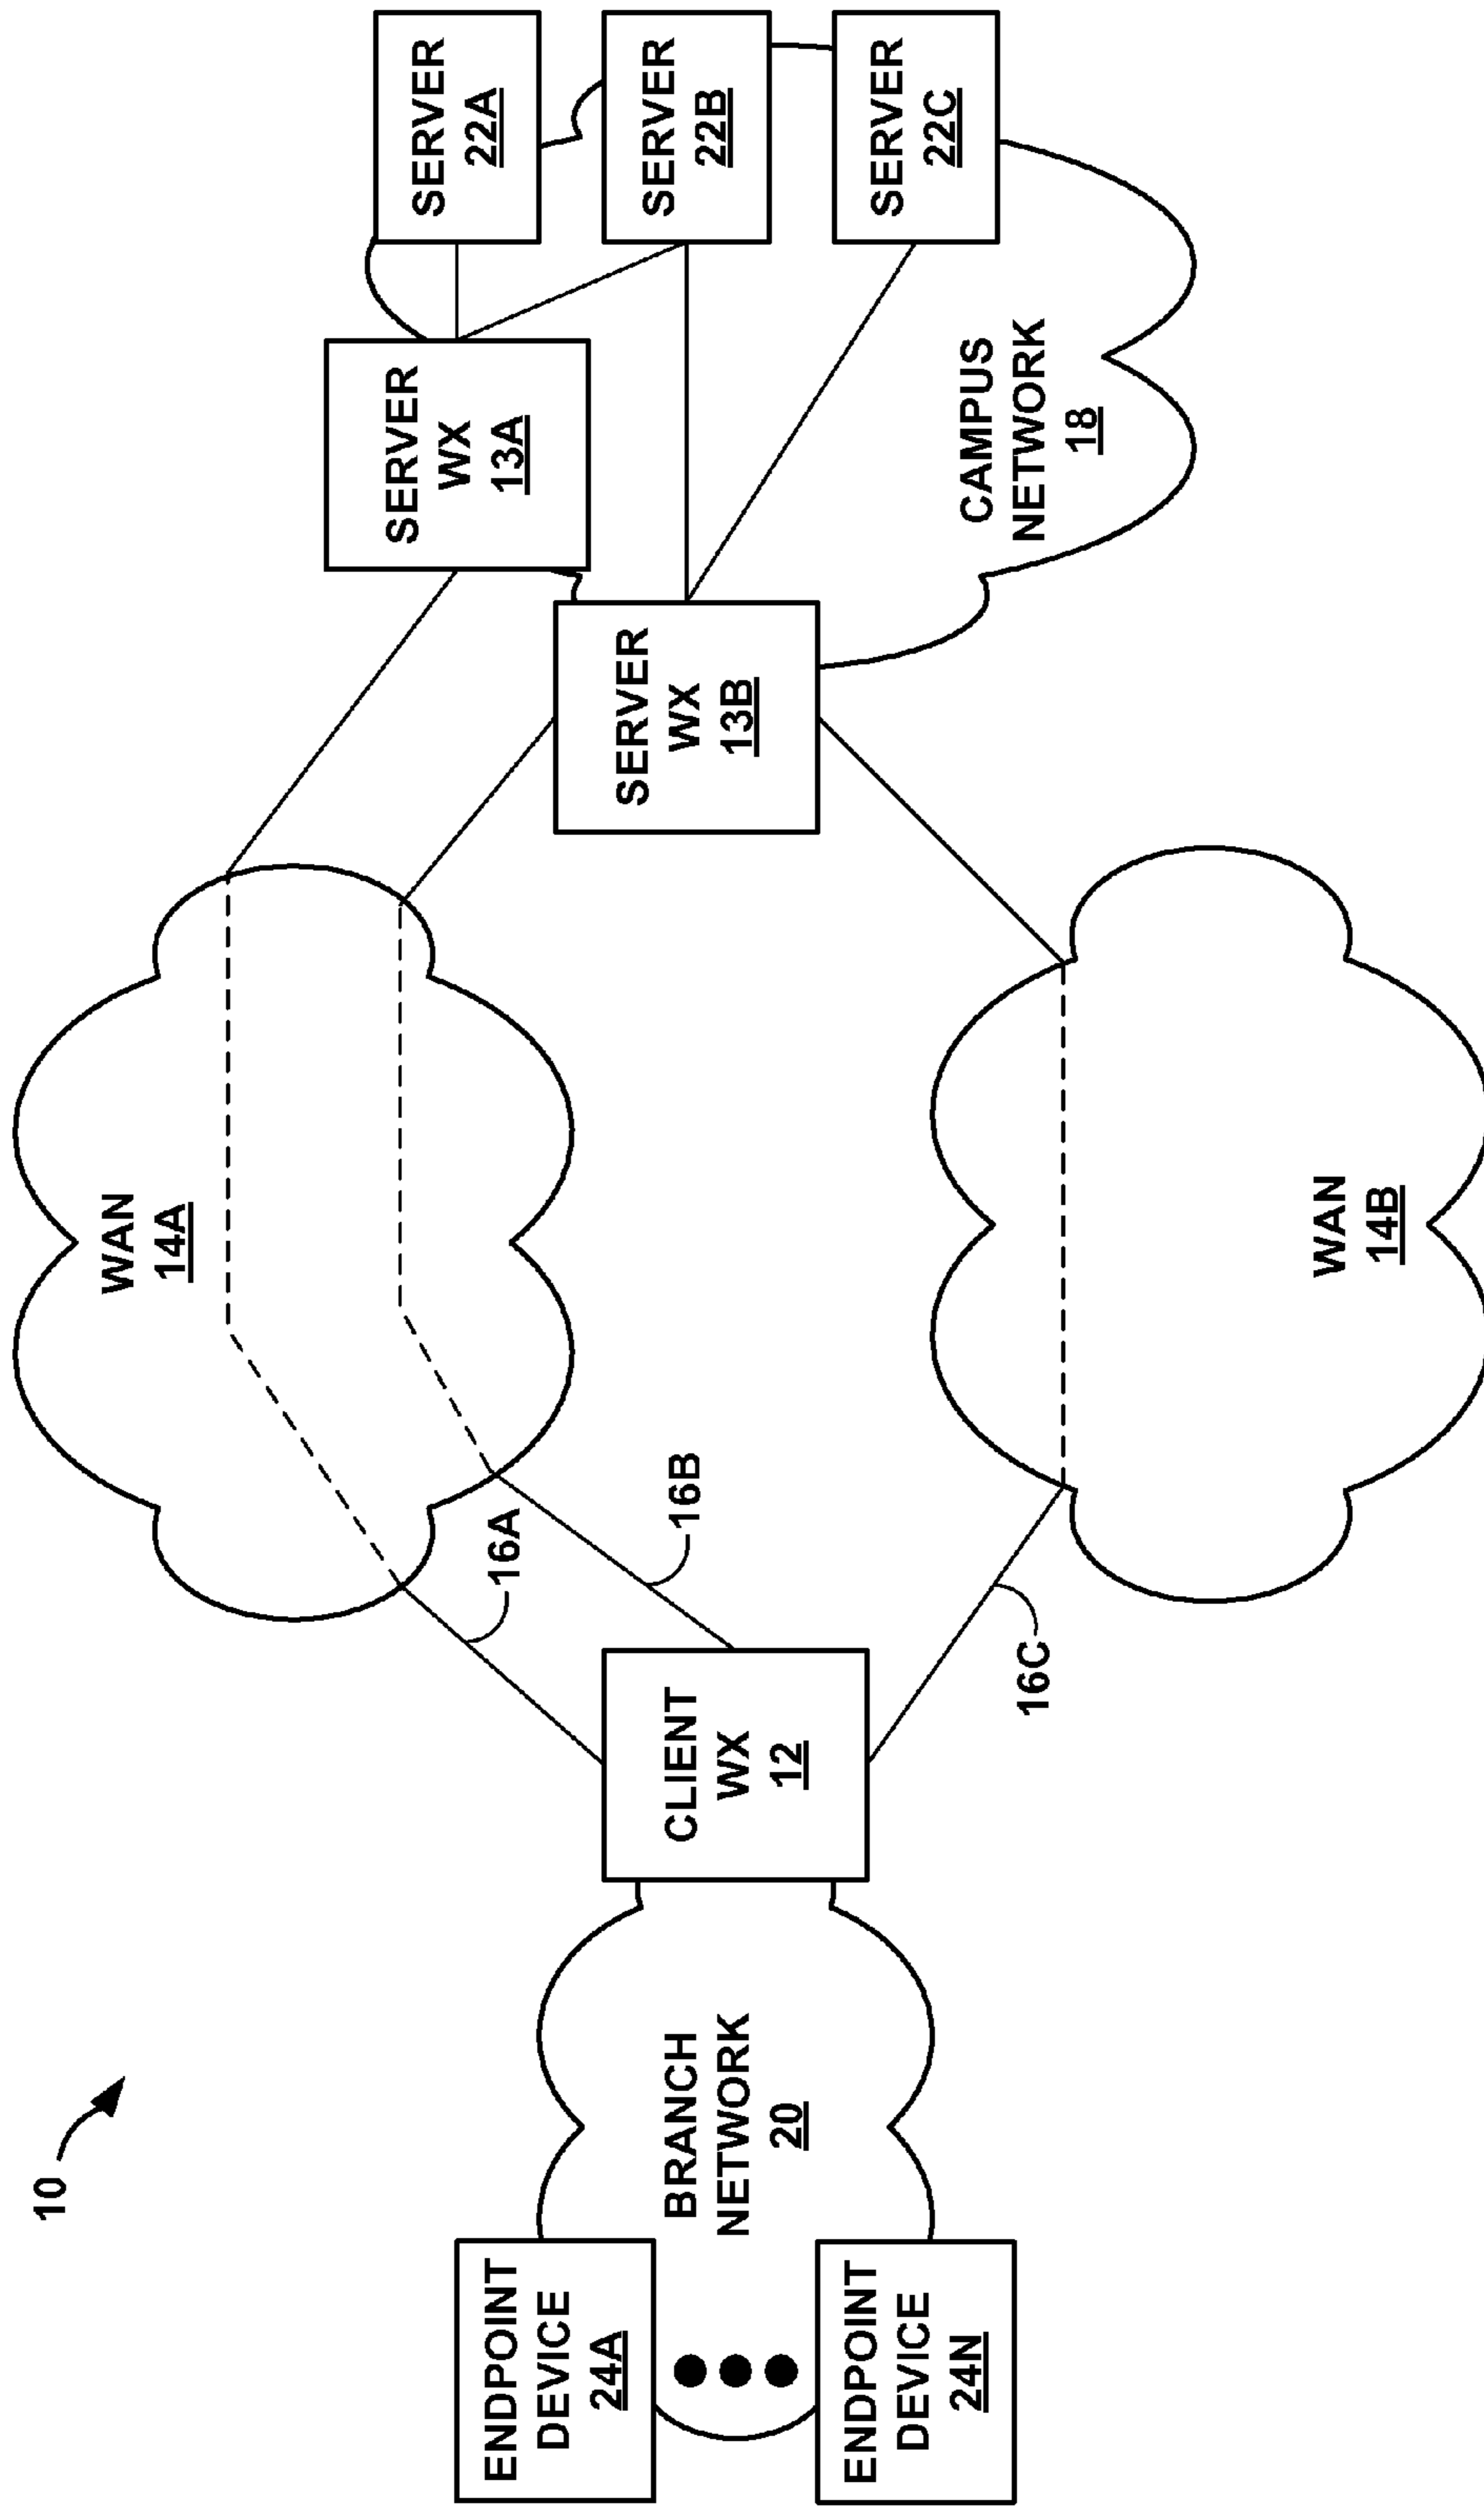 10
ENDPOINT
DEVICE
24A
ENDPOINT
DEVICE
24N
BRANCH
NETWORK
20
CLIENT
WX
12
16A
16B
16C
WAN
14A
WAN
14B
SERVER
WX
13A
SERVER
WX
13B
CAMPUS
NETWORK
18
SERVER
22A
SERVER
22B
SERVER
22C